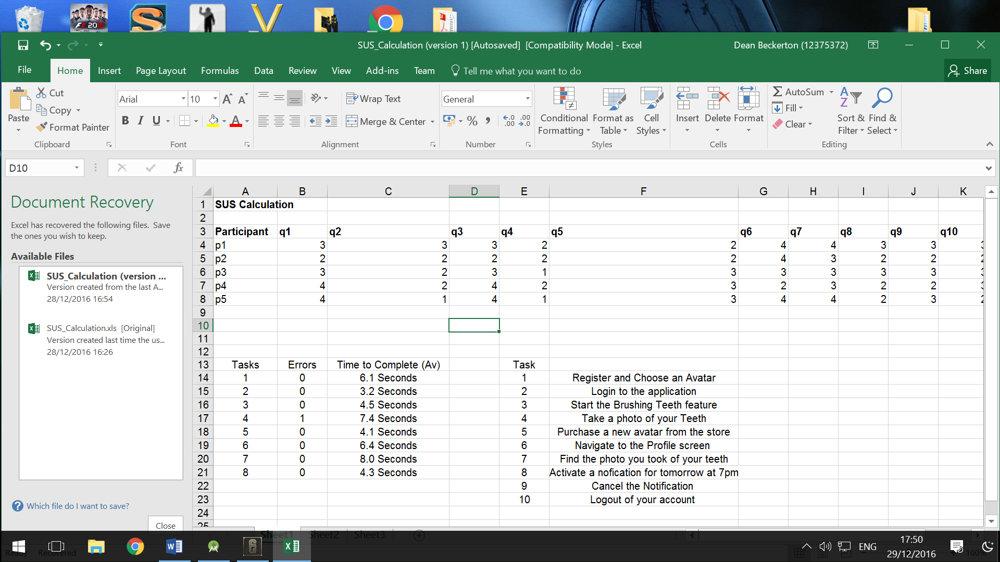 F1 2016
SUS_Calculation (version 1) [Autosaved]  [Compatibility Mode] - Excel
Dean Beckerton (12375372)
File Home Insert Page Layout Formulas Data Review View Add-ins Team Tell me what you want to do Share
Paste
Cut
Copy
Format Painter
Clipboard
Arial 10
B I U
Font
Wrap Text
Merge & Center
Alignment
General
Number
Conditional Formatting
Format as Table
Cell Styles
Styles
Insert Delete Format
Cells
AutoSum
Fill
Clear
Sort & Filter
Find & Select
Editing
D10
fx
Document Recovery
Excel has recovered the following files.  Save
the ones you wish to keep.
Available Files
SUS_Calculation (version ...
Version created from the last A...
28/12/2016 16:54
SUS_Calculation.xls  [Original]
Version created last time the us...
28/12/2016 16:26
Which file do I want to save?
Close
A B C D E F G H I J K
1 SUS Calculation
2
3 Participant q1 q2 q3 q4 q5 q6 q7 q8 q9 q10
4 p1 3 3 3 2 2 4 4 3 3
5 p2 2 2 2 2 2 4 3 2 2
6 p3 3 2 3 1 3 3 3 3 3
7 p4 4 2 4 2 3 2 3 2 2
8 p5 4 1 4 1 3 4 4 2 3
9
10
11
12
13 Tasks Errors Time to Complete (Av) Task
14 1 0 6.1 Seconds 1 Register and Choose an Avatar
15 2 0 3.2 Seconds 2 Login to the application
16 3 0 4.5 Seconds 3 Start the Brushing Teeth feature
17 4 1 7.4 Seconds 4 Take a photo of your Teeth
18 5 0 4.1 Seconds 5 Purchase a new avatar from the store
19 6 0 6.4 Seconds 6 Navigate to the Profile screen
20 7 0 8.0 Seconds 7 Find the photo you took of your teeth
21 8 0 4.3 Seconds 8 Activate a nofication for tomorrow at 7pm
22 9 Cancel the Notification
23 10 Logout of your account
24
25
Sheet1 Sheet2 Sheet3
Ready Recovered
100%
ENG
17:50
29/12/2016